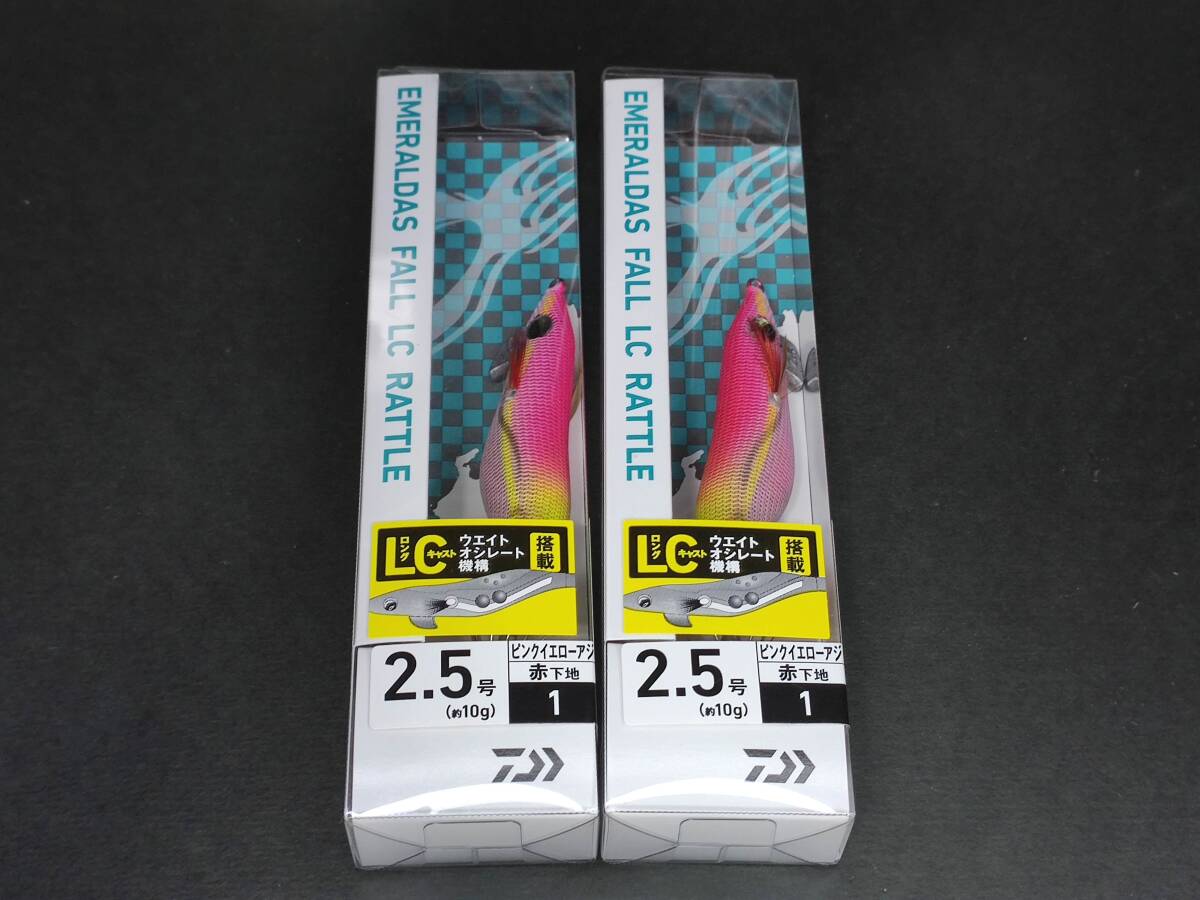 EMERALDAS FALL LC RATTLE
LC
ロング
キャスト
ウエイト
オシレート
機構
搭載
2.5号
(約10g)
ピンクイエローアジ
赤下地
1
EMERALDAS FALL LC RATTLE
LC
ロング
キャスト
ウエイト
オシレート
機構
搭載
2.5号
(約10g)
ピンクイエローアジ
赤下地
1